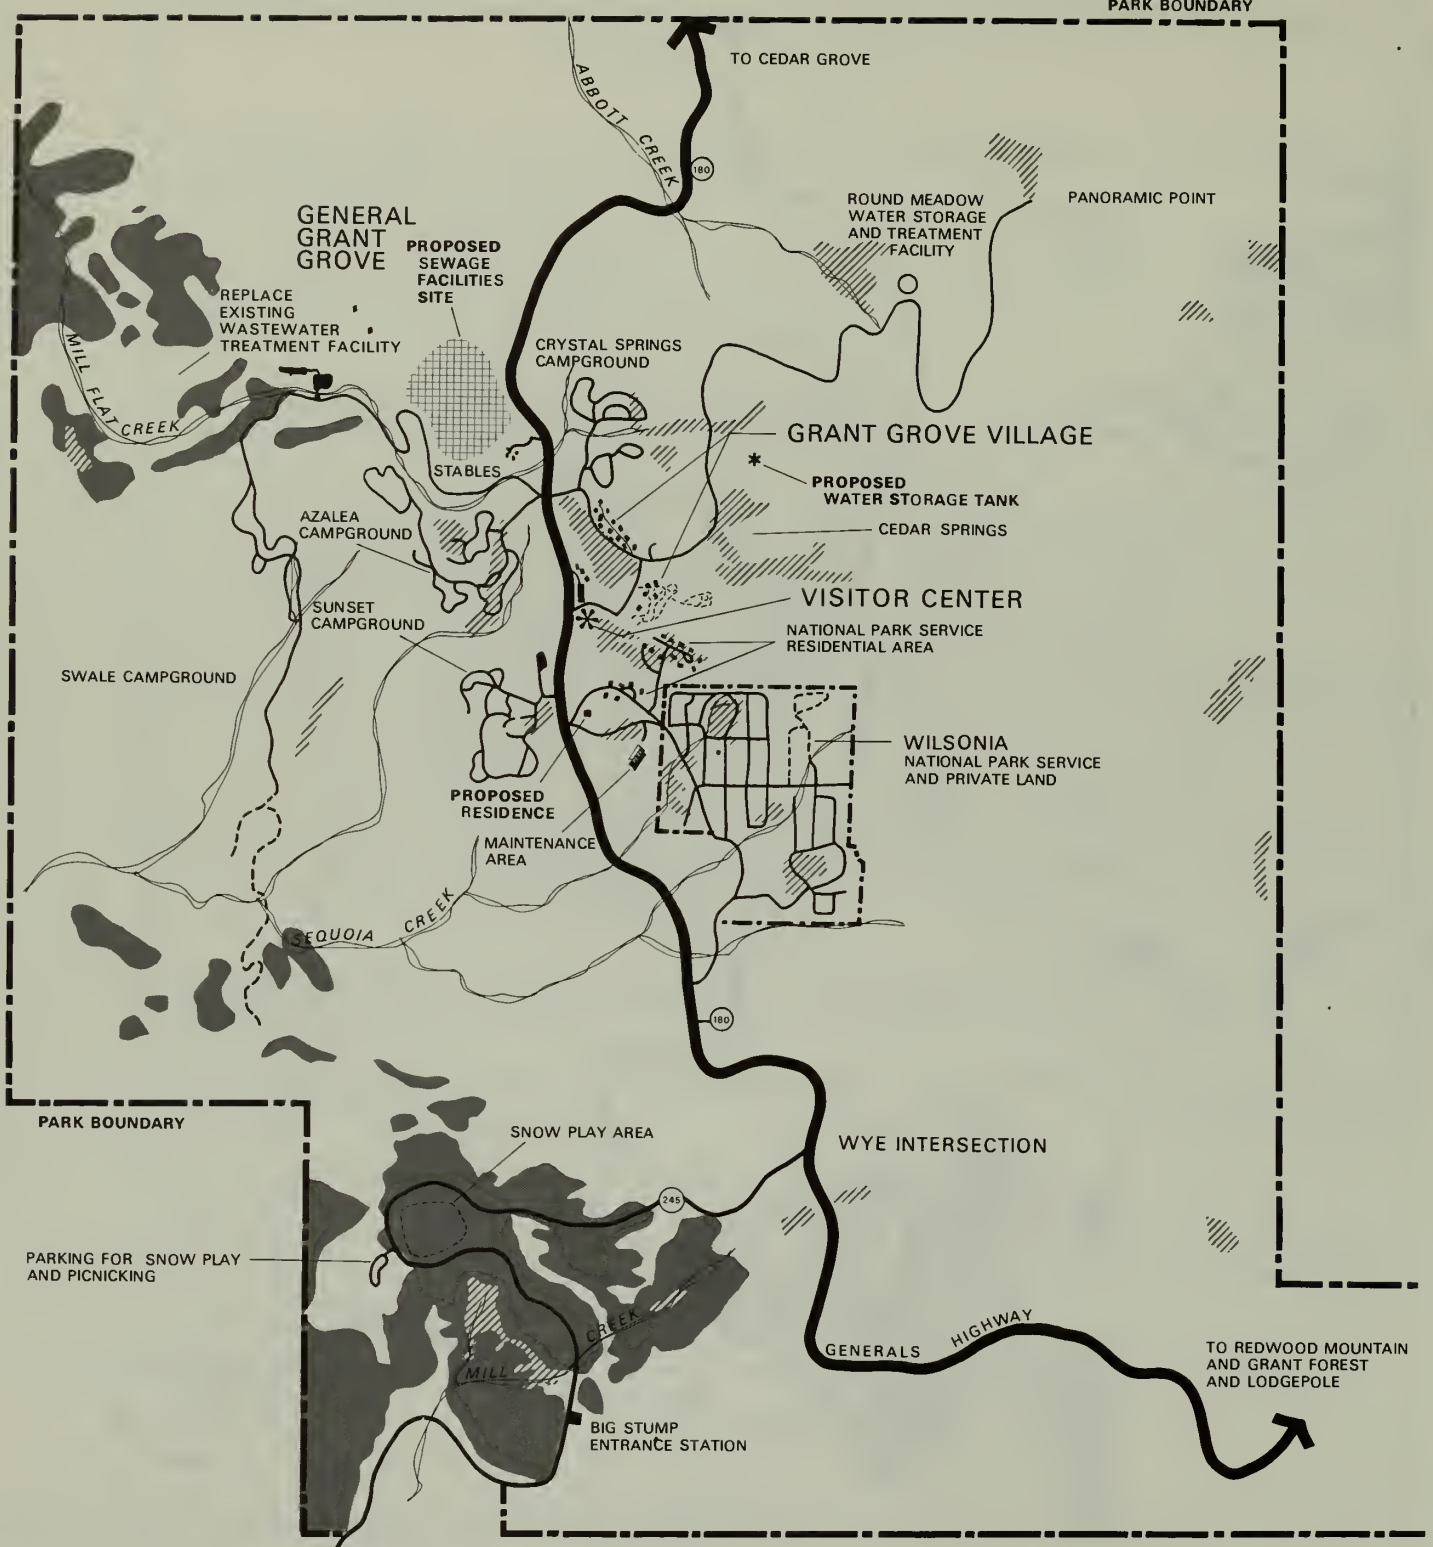 PARK BOUNDARY
TO CEDAR GROVE
ABBOTT CREEK
180
PANORAMIC POINT
ROUND MEADOW
WATER STORAGE
AND TREATMENT
FACILITY
GENERAL
GRANT
GROVE
PROPOSED
SEWAGE
FACILITIES
SITE
REPLACE
EXISTING
WASTEWATER
TREATMENT FACILITY
CRYSTAL SPRINGS
CAMPGROUND
MILL FLAT CREEK
GRANT GROVE VILLAGE
STABLES
PROPOSED
WATER STORAGE TANK
AZALEA
CAMPGROUND
CEDAR SPRINGS
VISITOR CENTER
SUNSET
CAMPGROUND
NATIONAL PARK SERVICE
RESIDENTIAL AREA
SWALE CAMPGROUND
WILSONIA
NATIONAL PARK SERVICE
AND PRIVATE LAND
PROPOSED
RESIDENCE
MAINTENANCE
AREA
SEQUOIA CREEK
180
PARK BOUNDARY
SNOW PLAY AREA
WYE INTERSECTION
245
PARKING FOR SNOW PLAY
AND PICNICKING
MILL CREEK
GENERALS HIGHWAY
TO REDWOOD MOUNTAIN
AND GRANT FOREST
AND LODGEPOLE
BIG STUMP
ENTRANCE STATION